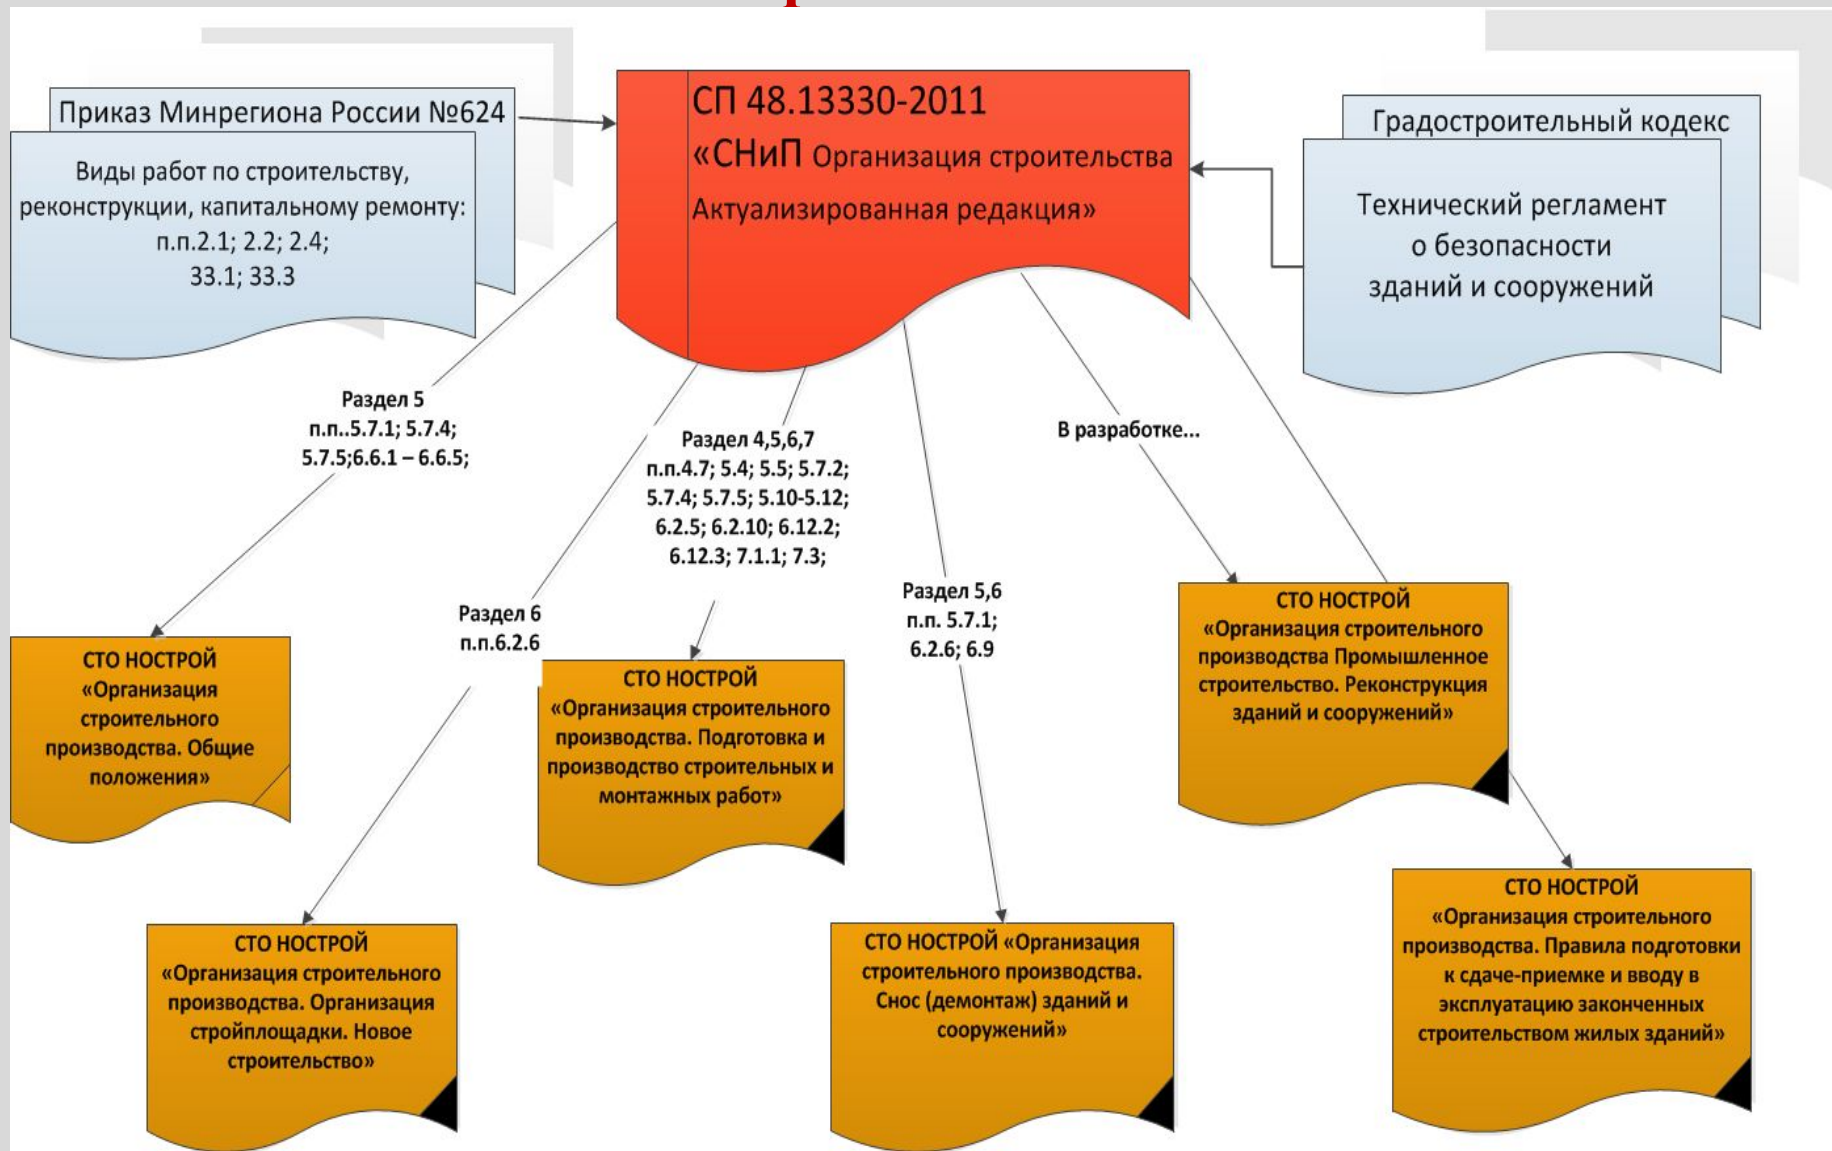 Приказ Минрегиона России №624
Виды работ по строительству,
реконструкции, капитальному ремонту:
п.п.2.1; 2.2; 2.4;
33.1; 33.3
СП 48.13330-2011
«СНиП Организация строительства
Актуализированная редакция»
Градостроительный кодекс
Технический регламент
о безопасности
зданий и сооружений
Раздел 5
п.п..5.7.1; 5.7.4;
5.7.5;6.6.1 – 6.6.5;
Раздел 6
п.п.6.2.6
Раздел 4,5,6,7
п.п.4.7; 5.4; 5.5; 5.7.2;
5.7.4; 5.7.5; 5.10-5.12;
6.2.5; 6.2.10; 6.12.2;
6.12.3; 7.1.1; 7.3;
Раздел 5,6
п.п. 5.7.1;
6.2.6; 6.9
В разработке...
СТО НОСТРОЙ
«Организация
строительного
производства. Общие
положения»
СТО НОСТРОЙ
«Организация строительного
производства. Подготовка и
производство строительных и
монтажных работ»
СТО НОСТРОЙ
«Организация строительного
производства Промышленное
строительство. Реконструкция
зданий и сооружений»
СТО НОСТРОЙ
«Организация строительного
производства. Организация
стройплощадки. Новое
строительство»
СТО НОСТРОЙ «Организация
строительного производства.
Снос (демонтаж) зданий и
сооружений»
СТО НОСТРОЙ
«Организация строительного
производства. Правила подготовки
к сдаче-приемке и вводу в
эксплуатацию законченных
строительством жилых зданий»